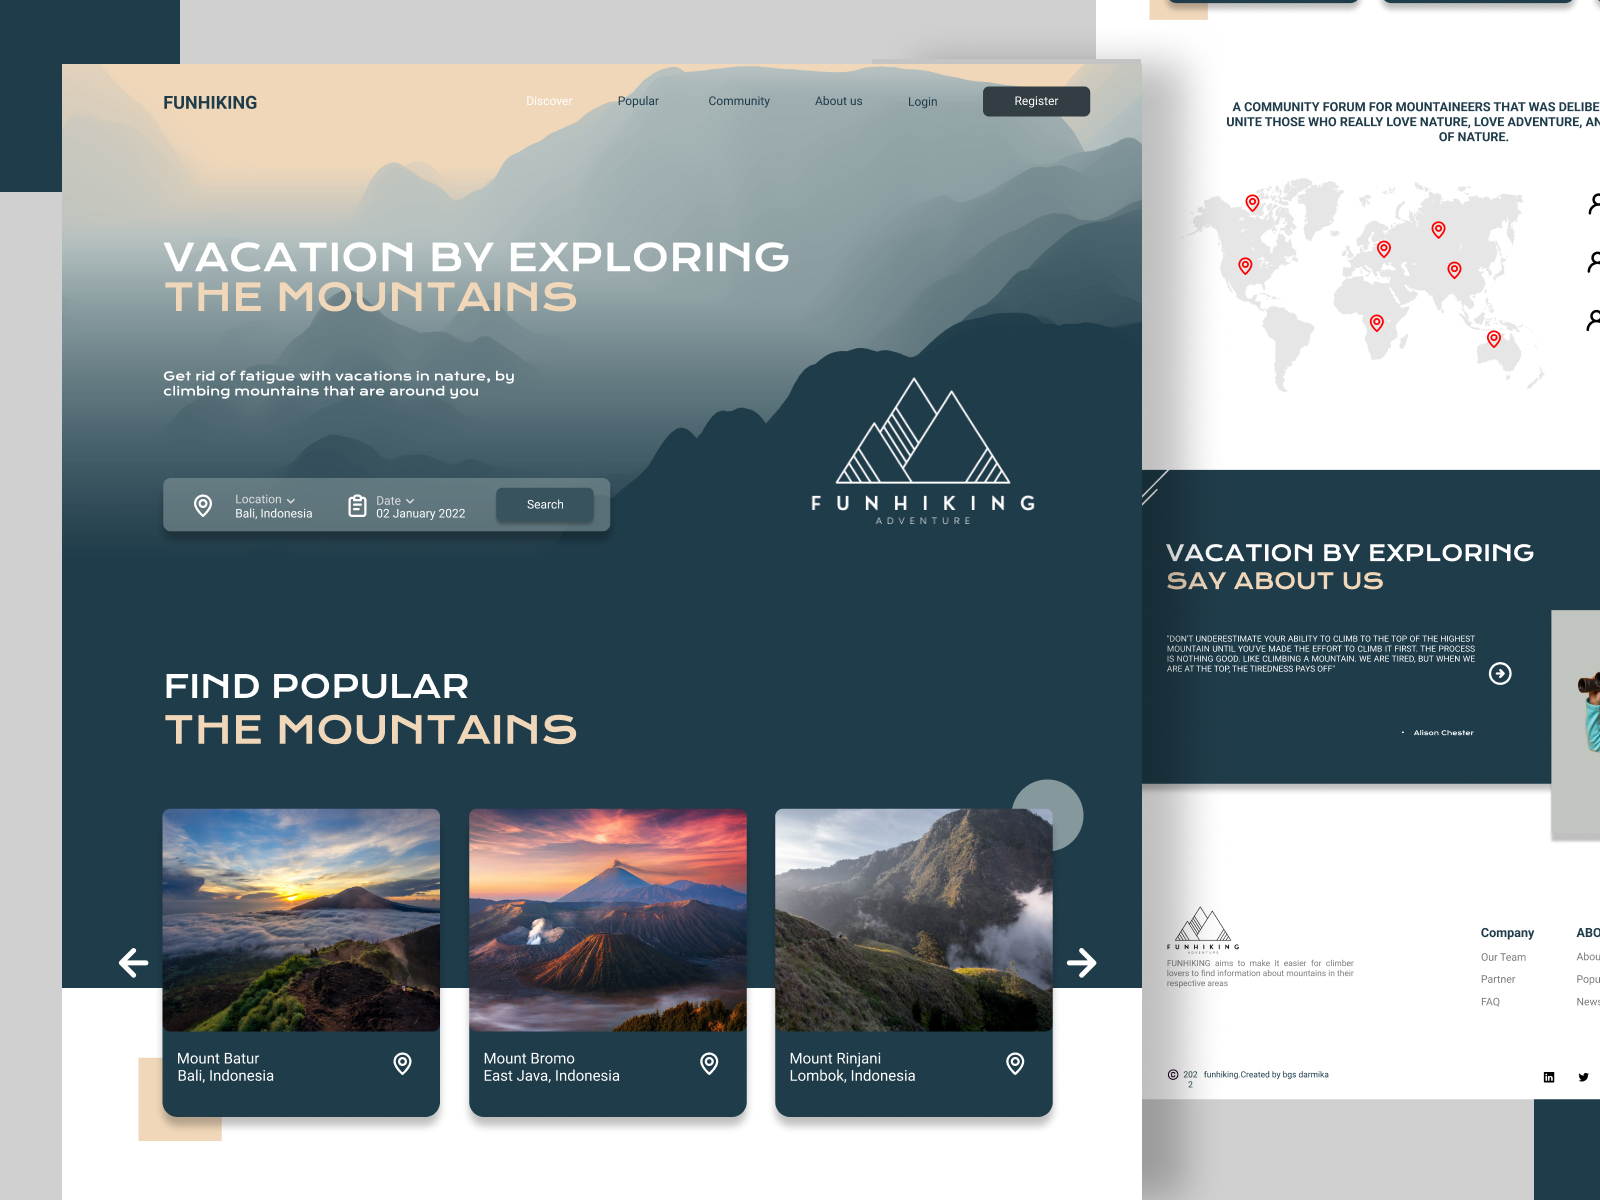 FUNHIKING
Discover
Popular
Community
About us
Login
Register
VACATION BY EXPLORING
THE MOUNTAINS
Get rid of fatigue with vacations in nature, by
climbing mountains that are around you
Location
Bali, Indonesia
Date
02 January 2022
Search
FUNHIKING
ADVENTURE
FIND POPULAR
THE MOUNTAINS
Mount Batur
Bali, Indonesia
Mount Bromo
East Java, Indonesia
Mount Rinjani
Lombok, Indonesia
A COMMUNITY FORUM FOR MOUNTAINEERS THAT WAS DELIBE
UNITE THOSE WHO REALLY LOVE NATURE, LOVE ADVENTURE, AN
OF NATURE.
VACATION BY EXPLORING
SAY ABOUT US
"DON'T UNDERESTIMATE YOUR ABILITY TO CLIMB TO THE TOP OF THE HIGHEST
MOUNTAIN UNTIL YOU'VE MADE THE EFFORT TO CLIMB IT FIRST. THE PROCESS
IS NOTHING GOOD. LIKE CLIMBING A MOUNTAIN. WE ARE TIRED, BUT WHEN WE
ARE AT THE TOP, THE TIREDNESS PAYS OFF"
• Alison Chester
FUNHIKING
ADVENTURE
FUNHIKING aims to make it easier for climber
lovers to find information about mountains in their
respective areas
Company
Our Team
Partner
FAQ
ABO
Abou
Popu
News
© 202 funhiking.Created by bgs darmika
2